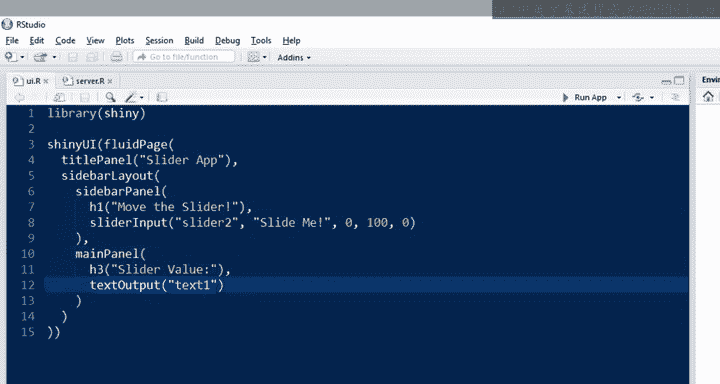 RStudio
File Edit Code View Plots Session Build Debug Tools Help
Go to file/function Addins
ui.R server.R
Run App
Envir
1 library(shiny)
2
3 shinyUI(fluidPage(
4 titlePanel("Slider App"),
5 sidebarLayout(
6 sidebarPanel(
7 h1("Move the Slider!"),
8 sliderInput("slider2", "Slide Me!", 0, 100, 0)
9 ),
10 mainPanel(
11 h3("Slider Value:"),
12 textOutput("text1")
13 )
14 )
15 ))